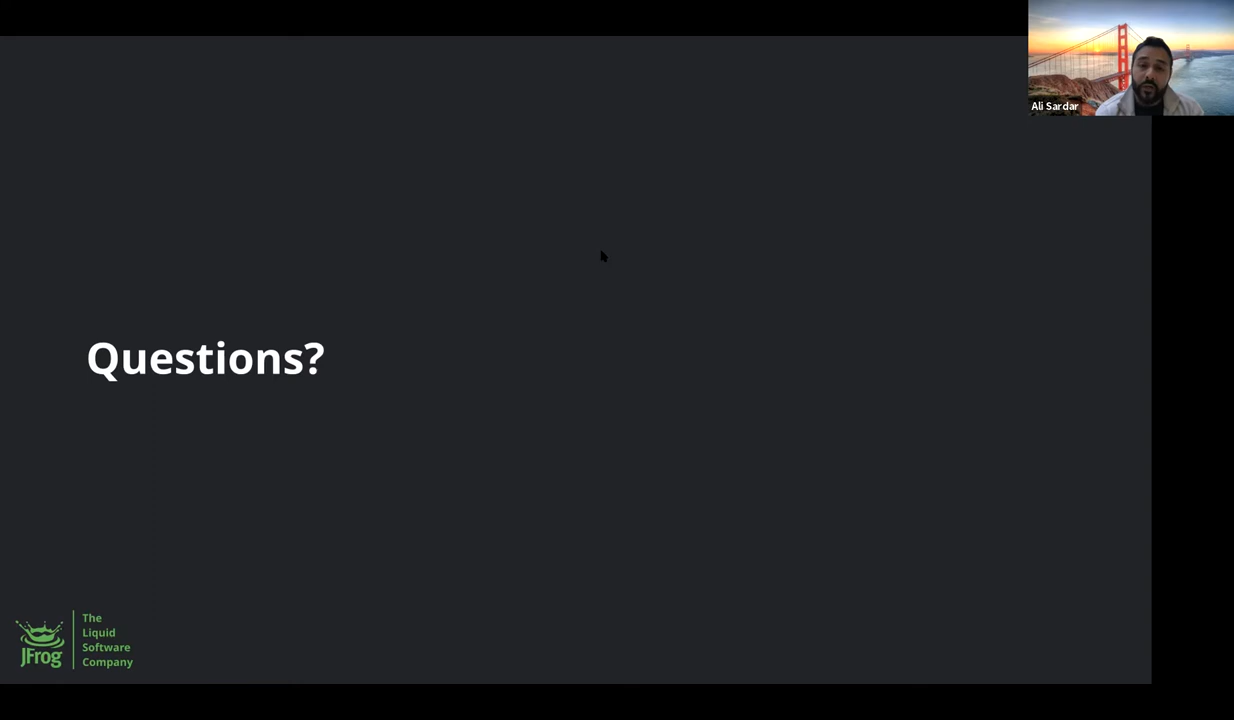 Ali Sardar
Questions?
JFrog
The
Liquid
Software
Company